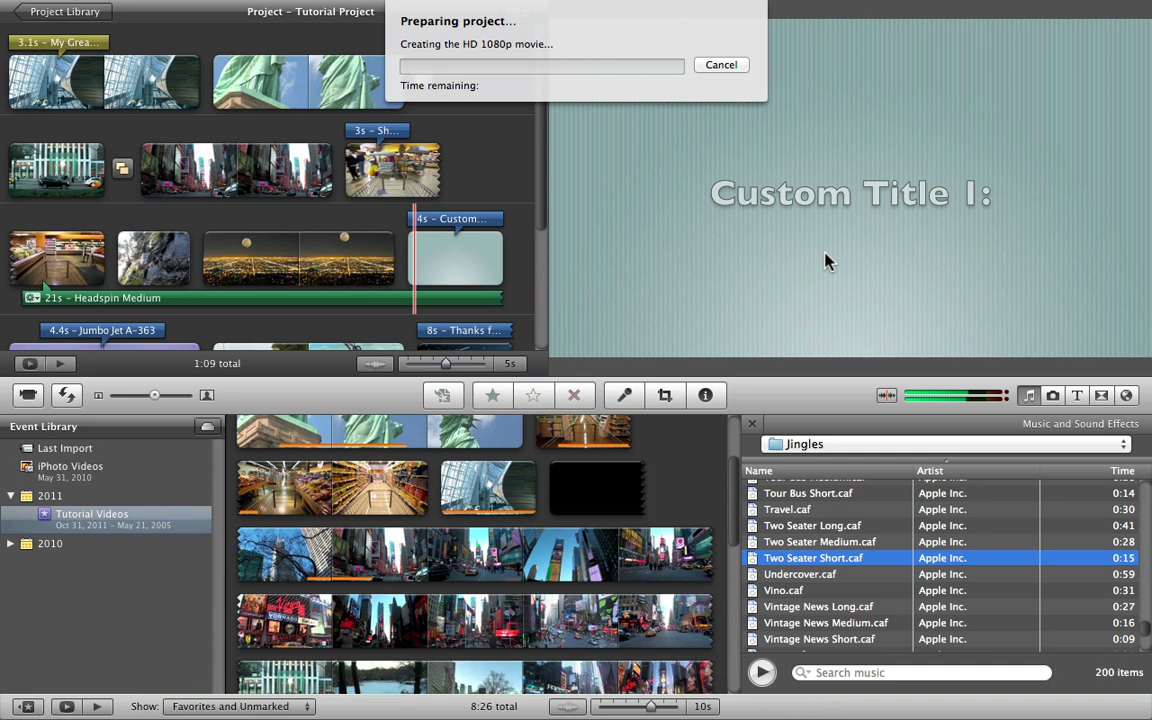 Project Library
Project – Tutorial Project
Preparing project...
Creating the HD 1080p movie...
Cancel
Time remaining:
3.1s – My Grea...
3s – Sh...
4s – Custom...
21s – Headspin Medium
4.4s – Jumbo Jet A-363
8s – Thanks f...
1:09 total
5s
Custom Title 1:
Event Library
Last Import
iPhoto Videos
May 31, 2010
2011
Tutorial Videos
Oct 31, 2011 – May 21, 2005
2010
Show:
Favorites and Unmarked
8:26 total
10s
Music and Sound Effects
Jingles
Name Artist Time
Tour Bus Short.caf Apple Inc. 0:14
Travel.caf Apple Inc. 0:30
Two Seater Long.caf Apple Inc. 0:41
Two Seater Medium.caf Apple Inc. 0:28
Two Seater Short.caf Apple Inc. 0:15
Undercover.caf Apple Inc. 0:59
Vino.caf Apple Inc. 0:31
Vintage News Long.caf Apple Inc. 0:27
Vintage News Medium.caf Apple Inc. 0:16
Vintage News Short.caf Apple Inc. 0:09
Search music
200 items